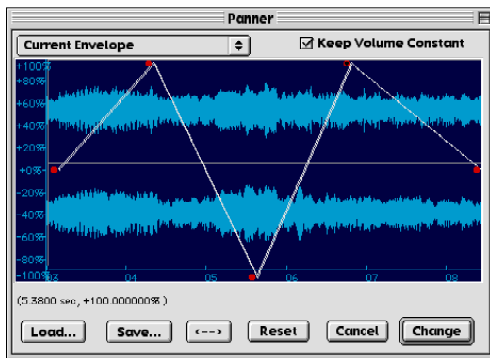 Panner
Current Envelope
Keep Volume Constant
+100%
+80%
+60%
+40%
+20%
+0%
-20%
-40%
-60%
-80%
-100%
03 04 05 06 07 08
(5.3800 sec, +100.000000%)
Load... Save... <--> Reset Cancel Change